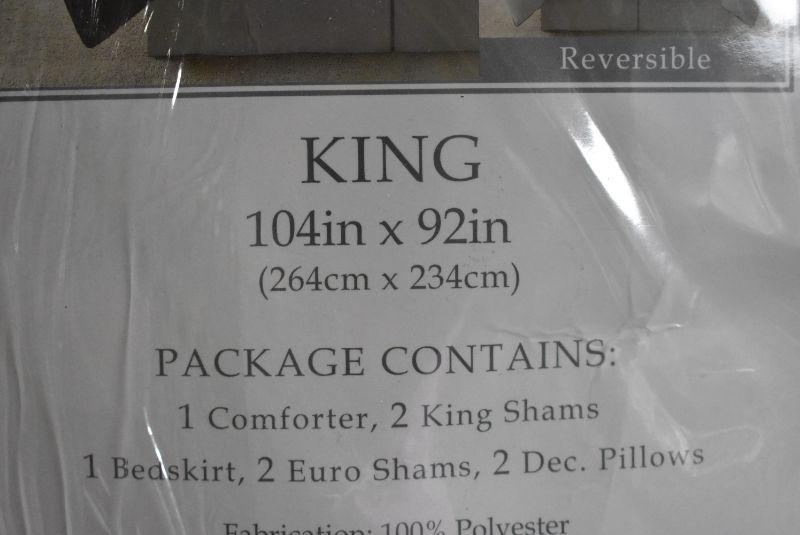 Reversible
KING
104in x 92in
(264cm x 234cm)
PACKAGE CONTAINS:
1 Comforter, 2 King Shams
1 Bedskirt, 2 Euro Shams, 2 Dec. Pillows
Fabrication: 100% Polyester